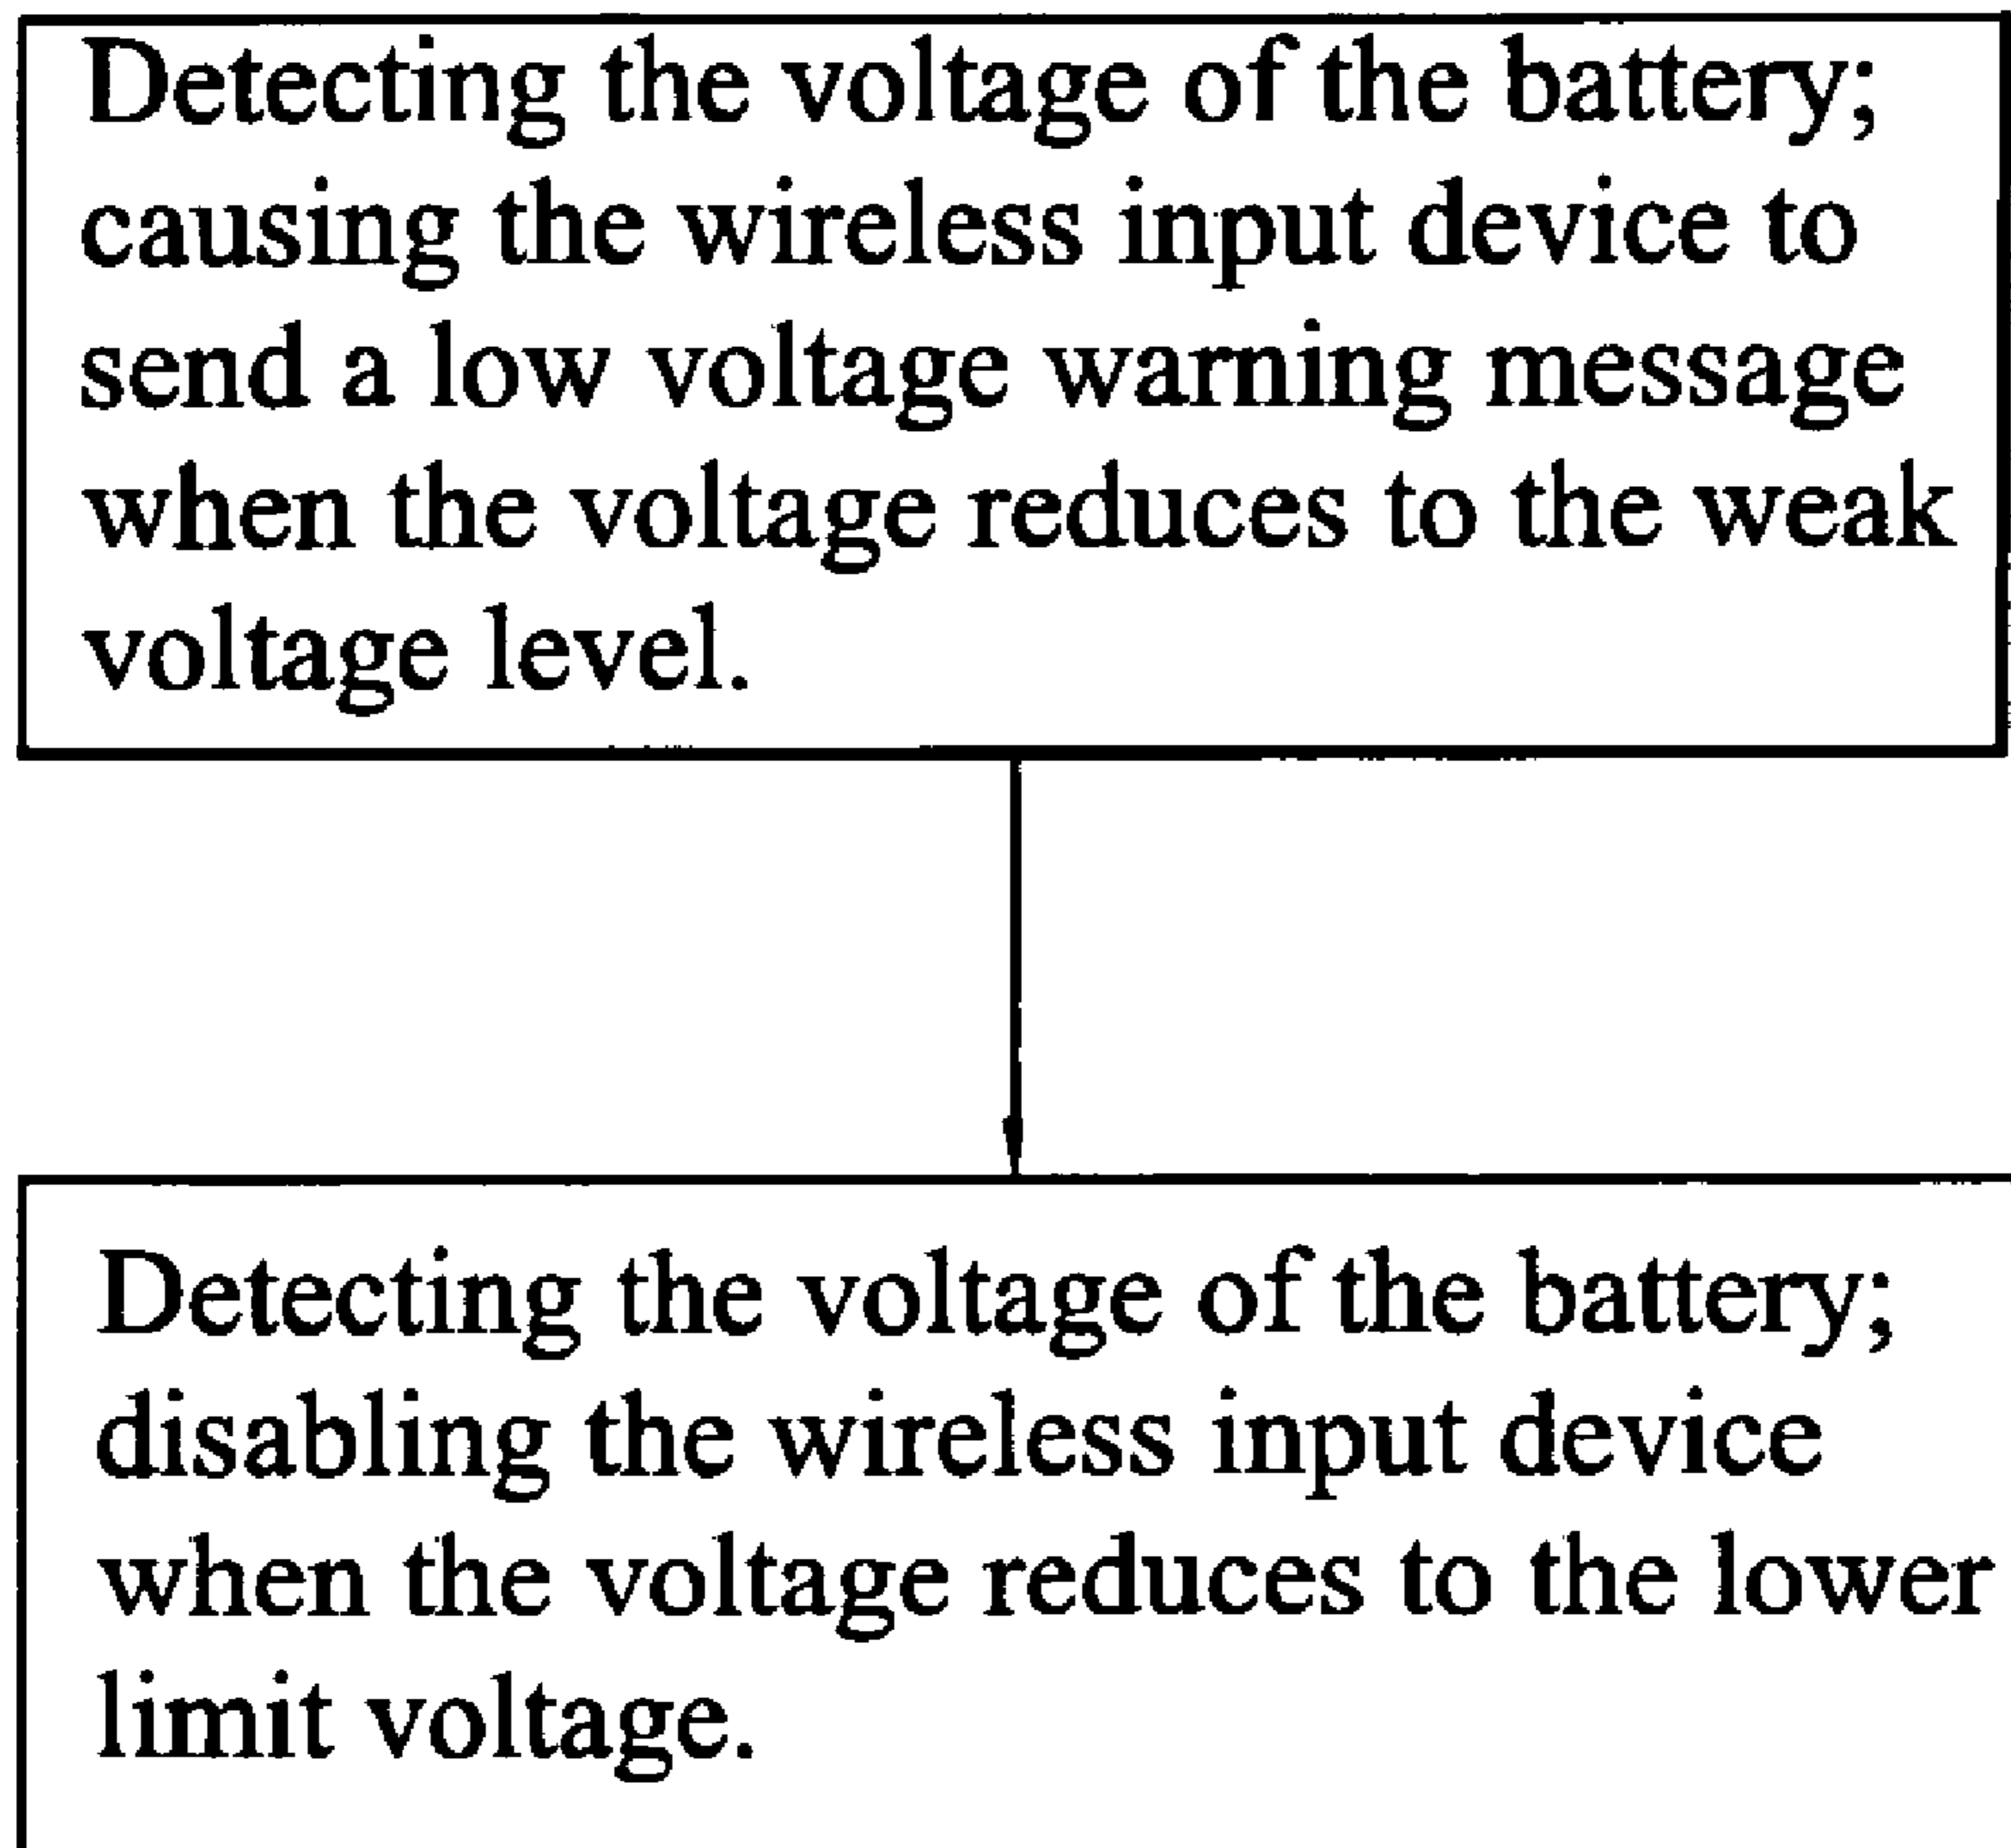 Detecting the voltage of the battery;
causing the wireless input device to
send a low voltage warning message
when the voltage reduces to the weak
voltage level.
Detecting the voltage of the battery;
disabling the wireless input device
when the voltage reduces to the lower
limit voltage.